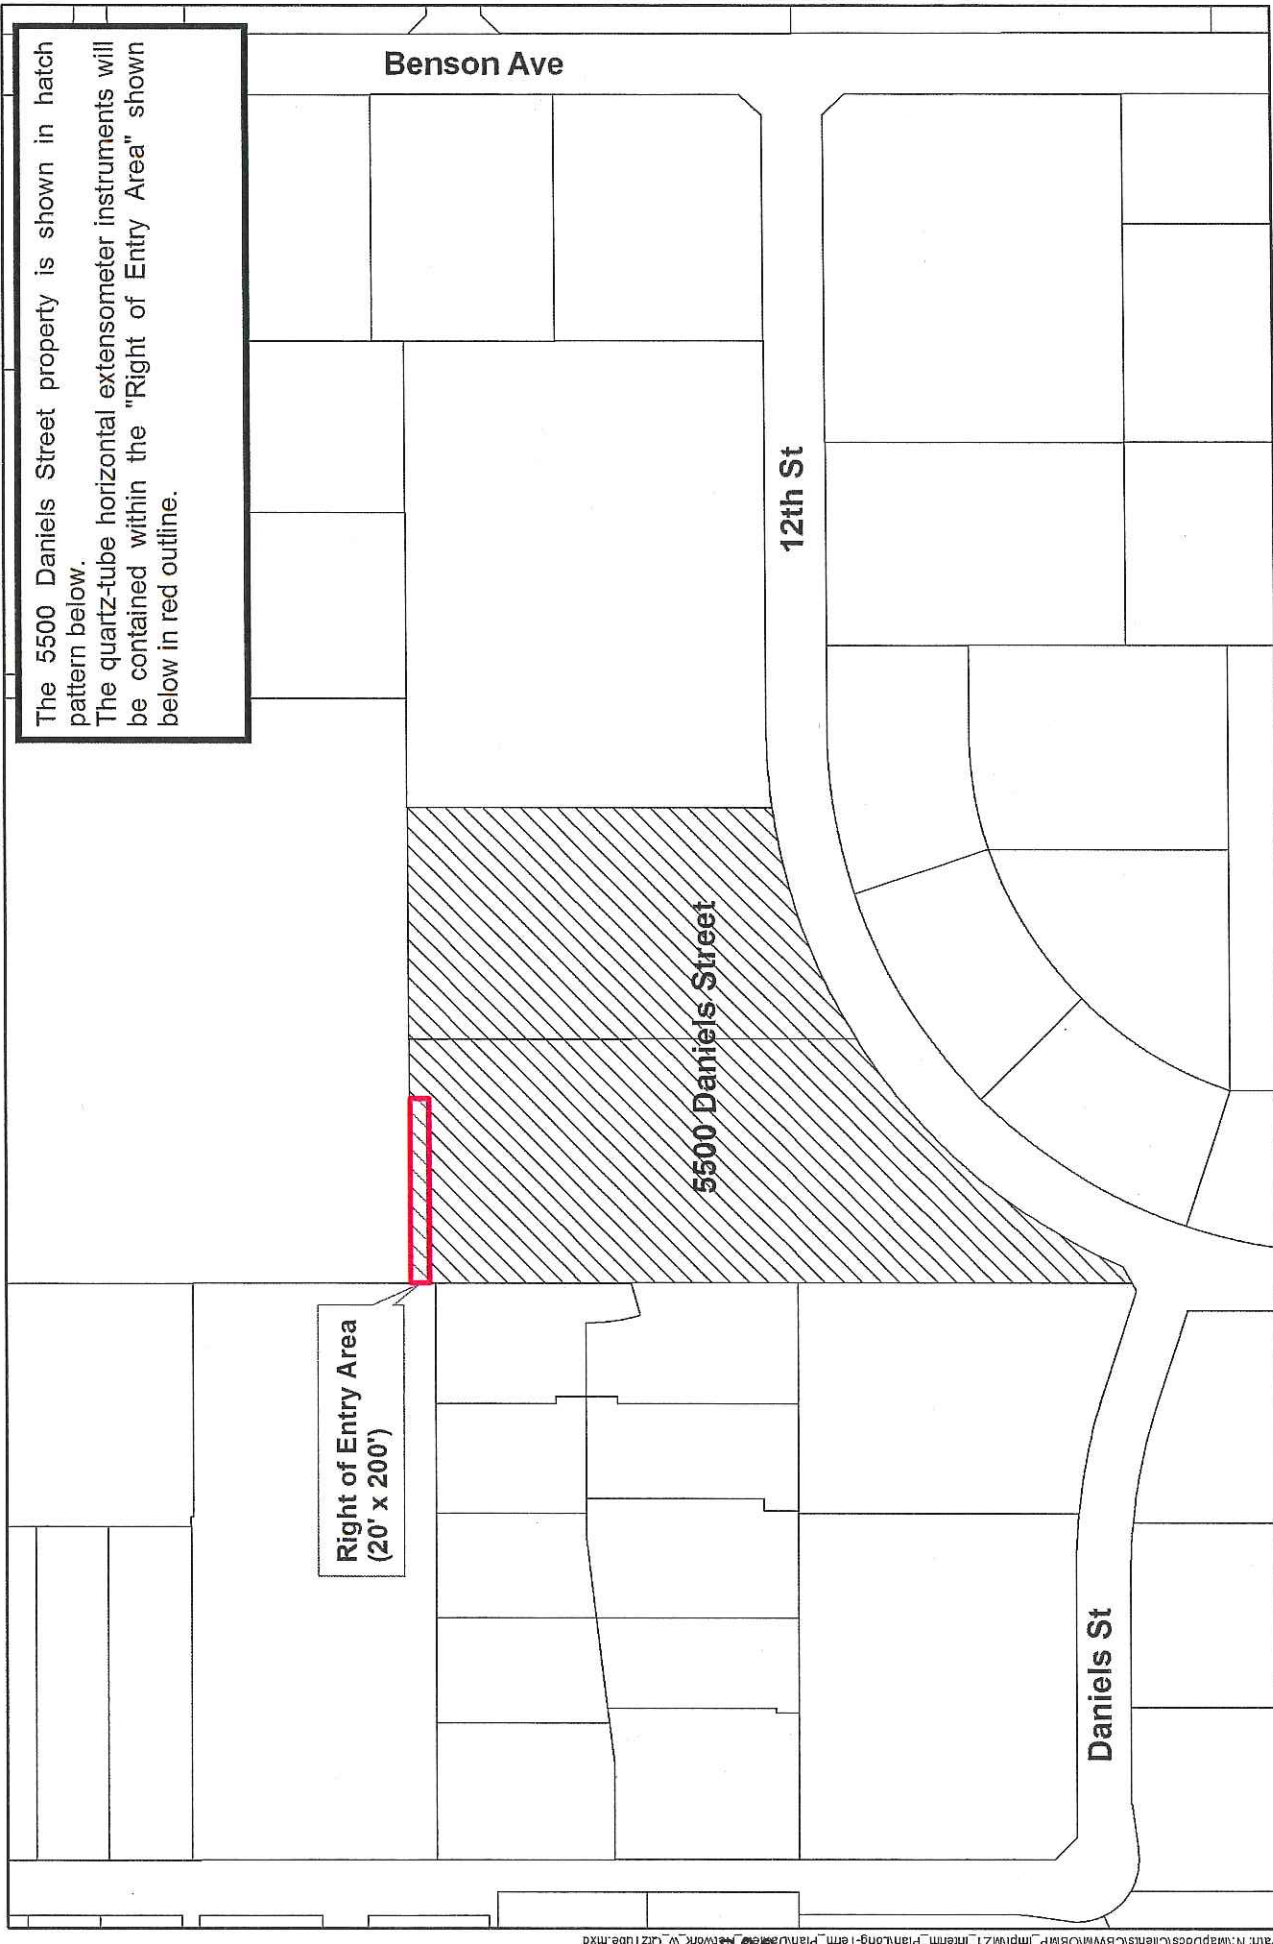 The 5500 Daniels Street property is shown in hatch
pattern below.
The quartz-tube horizontal extensometer instruments will
be contained within the "Right of Entry Area" shown
below in red outline.
Benson Ave
12th St
5500 Daniels Street
Right of Entry Area
(20' x 200')
Daniels St